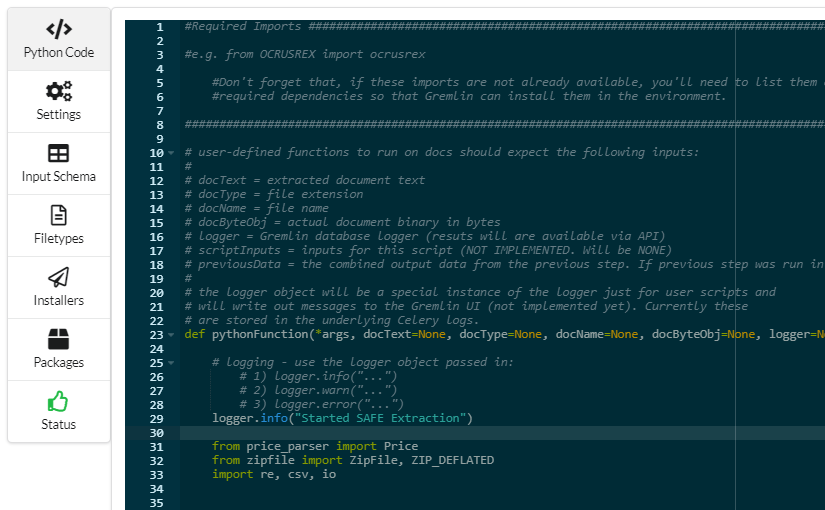 Python Code
Settings
Input Schema
Filetypes
Installers
Packages
Status
1 #Required Imports ##########################################################################
2
3 #e.g. from OCRUSREX import ocrusrex
4
5 #Don't forget that, if these imports are not already available, you'll need to list them
6 #required dependencies so that Gremlin can install them in the environment.
7
8 ############################################################################################
9
10 # user-defined functions to run on docs should expect the following inputs:
11 #
12 # docText = extracted document text
13 # docType = file extension
14 # docName = file name
15 # docByteObj = actual document binary in bytes
16 # logger = Gremlin database logger (resuts will are available via API)
17 # scriptInputs = inputs for this script (NOT IMPLEMENTED. Will be NONE)
18 # previousData = the combined output data from the previous step. If previous step was run in
19 #
20 # the logger object will be a special instance of the logger just for user scripts and
21 # will write out messages to the Gremlin UI (not implemented yet). Currently these
22 # are stored in the underlying Celery logs.
23 def pythonFunction(*args, docText=None, docType=None, docName=None, docByteObj=None, logger=N
24
25 # logging - use the logger object passed in:
26 # 1) logger.info("...")
27 # 2) logger.warn("...")
28 # 3) logger.error("...")
29 logger.info("Started SAFE Extraction")
30
31 from price_parser import Price
32 from zipfile import ZipFile, ZIP_DEFLATED
33 import re, csv, io
34
35